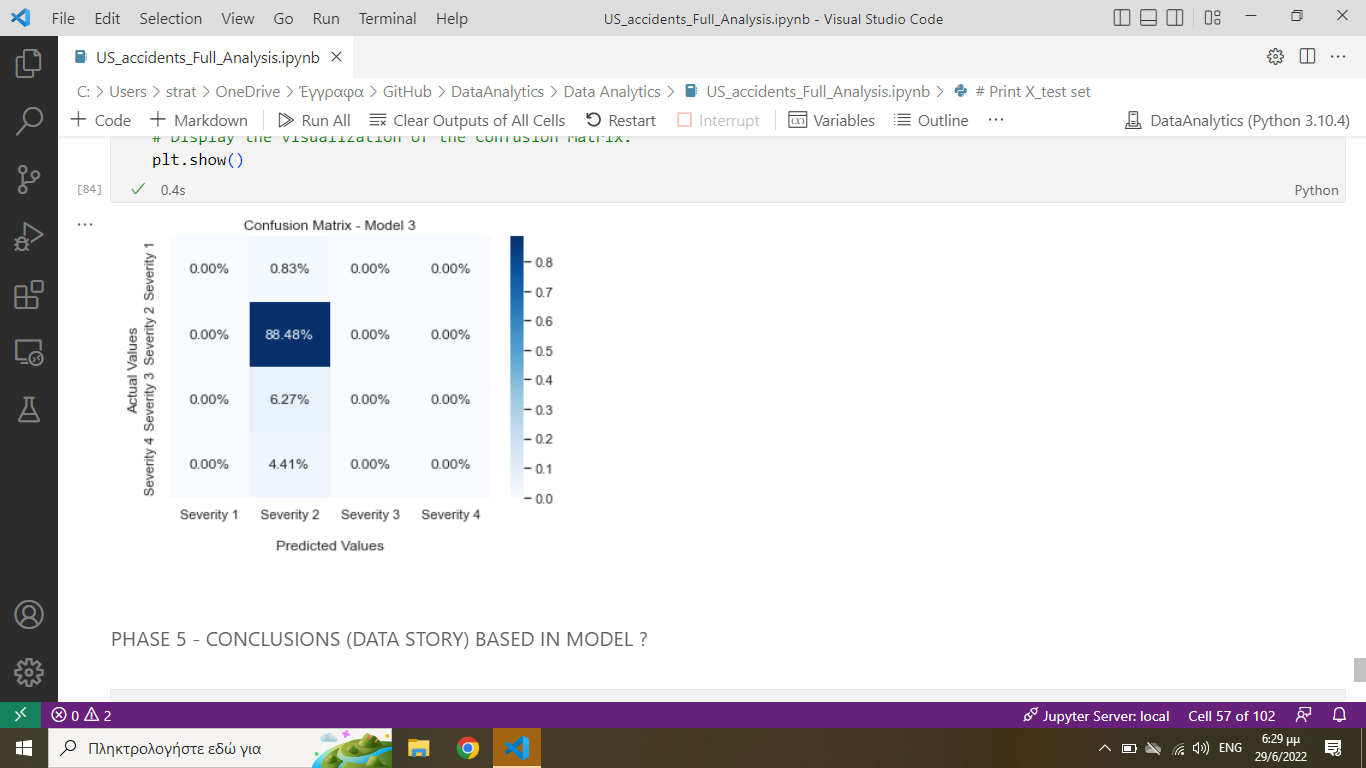 File Edit Selection View Go Run Terminal Help US_accidents_Full_Analysis.ipynb - Visual Studio Code
US_accidents_Full_Analysis.ipynb
C: > Users > strat > OneDrive > Έγγραφα > GitHub > DataAnalytics > Data Analytics > US_accidents_Full_Analysis.ipynb > # Print X_test set
Code Markdown Run All Clear Outputs of All Cells Restart Interrupt Variables Outline ... DataAnalytics (Python 3.10.4)
# Display the visualization of the Confusion Matrix.
plt.show()
[84] 0.4s Python
Confusion Matrix - Model 3
Actual Values
Severity 1 0.00% 0.83% 0.00% 0.00%
Severity 2 0.00% 88.48% 0.00% 0.00%
Severity 3 0.00% 6.27% 0.00% 0.00%
Severity 4 0.00% 4.41% 0.00% 0.00%
Severity 1 Severity 2 Severity 3 Severity 4
Predicted Values
0.8
0.7
0.6
0.5
0.4
0.3
0.2
0.1
0.0
PHASE 5 - CONCLUSIONS (DATA STORY) BASED IN MODEL ?
0 2 Jupyter Server: local Cell 57 of 102
Πληκτρολογήστε εδώ για ENG 6:29 μμ
29/6/2022